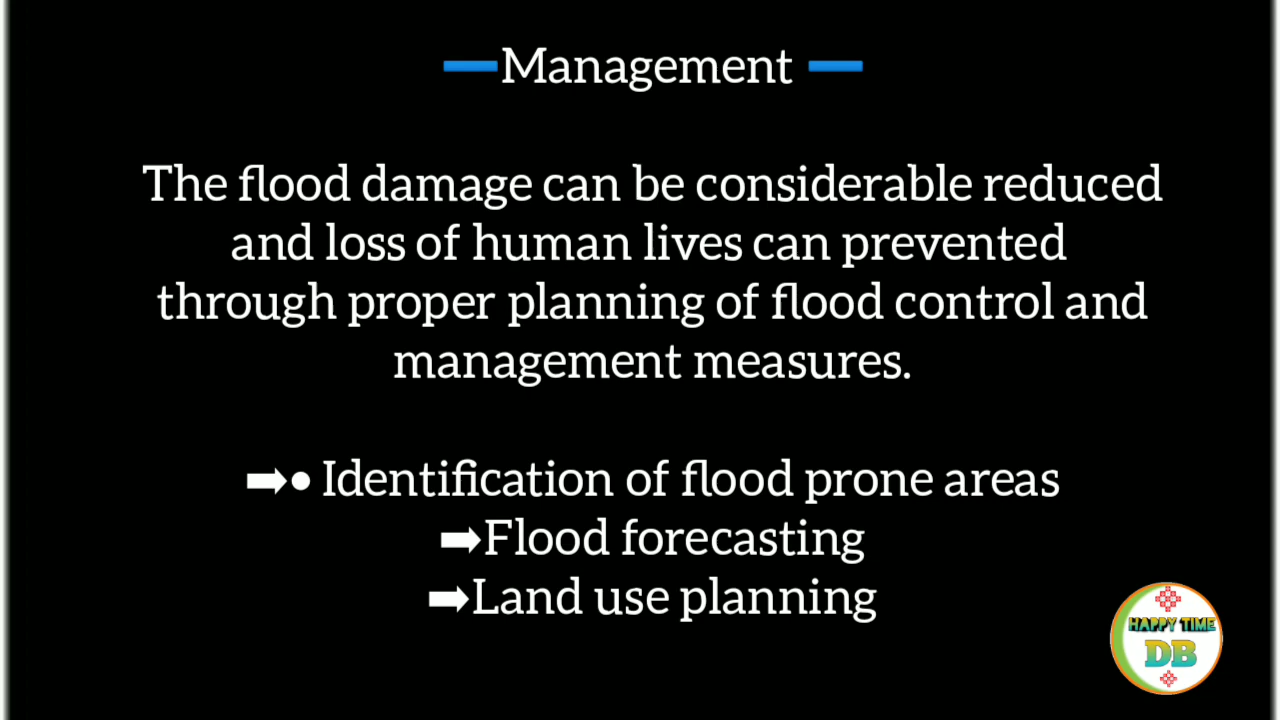 ➖Management ➖
The flood damage can be considerable reduced
and loss of human lives can prevented
through proper planning of flood control and
management measures.
➡• Identification of flood prone areas
➡Flood forecasting
➡Land use planning
HAPPY TIME
DB